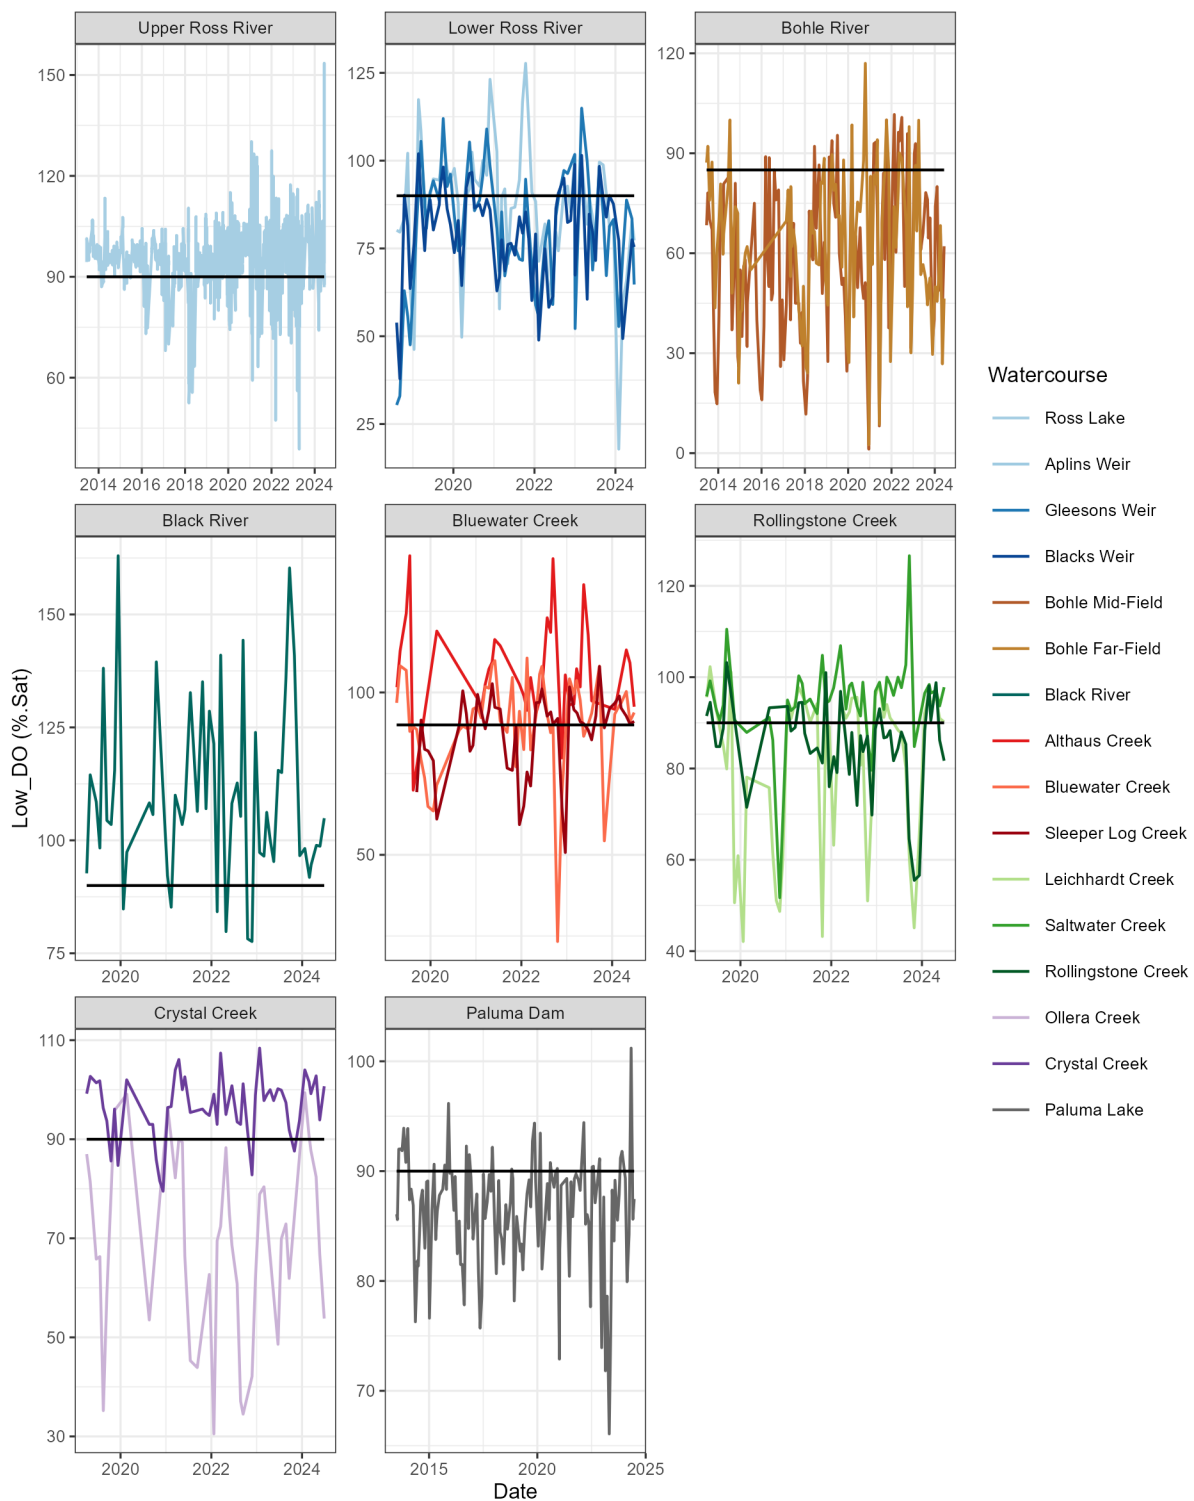 Upper Ross River
Lower Ross River
Bohle River
150
120
90
60
125
100
75
50
25
120
90
60
30
0
2014 2016 2018 2020 2022 2024
2020 2022 2024
2014 2016 2018 2020 2022 2024
Black River
Bluewater Creek
Rollingstone Creek
150
125
100
75
100
50
120
100
80
60
40
2020 2022 2024
2020 2022 2024
2020 2022 2024
Crystal Creek
Paluma Dam
110
90
70
50
30
100
90
80
70
2020 2022 2024
2015 2020 2025
Low_DO (%.Sat)
Date
Watercourse
Ross Lake
Aplins Weir
Gleesons Weir
Blacks Weir
Bohle Mid-Field
Bohle Far-Field
Black River
Althaus Creek
Bluewater Creek
Sleeper Log Creek
Leichhardt Creek
Saltwater Creek
Rollingstone Creek
Ollera Creek
Crystal Creek
Paluma Lake